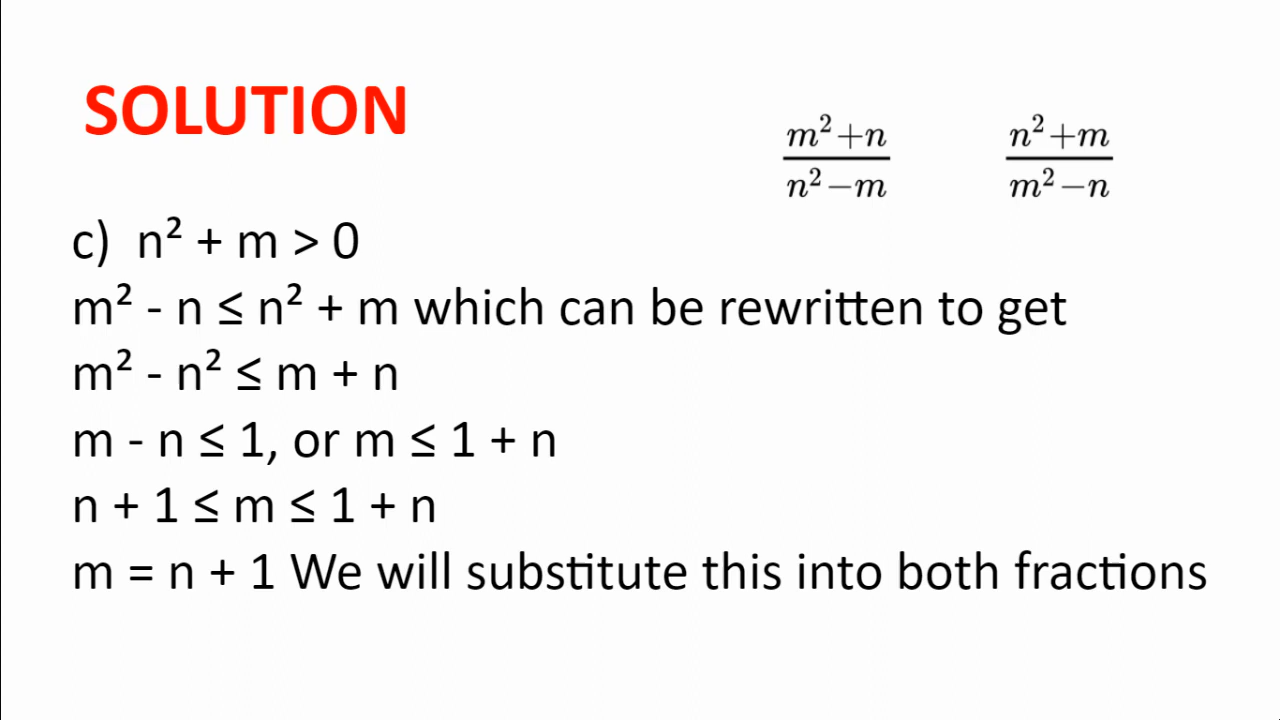 SOLUTION
m²+n / n²−m    n²+m / m²−n
c) n² + m > 0
m² - n ≤ n² + m which can be rewritten to get
m² - n² ≤ m + n
m - n ≤ 1, or m ≤ 1 + n
n + 1 ≤ m ≤ 1 + n
m = n + 1 We will substitute this into both fractions